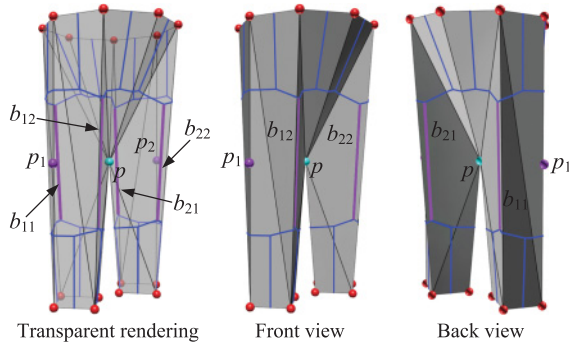 b₁₂
p₂
b₂₂
p₁
p
b₂₁
b₁₁
Transparent rendering
b₁₂
b₂₂
p₁
p
Front view
b₂₁
p
p₁
b₁₁
Back view